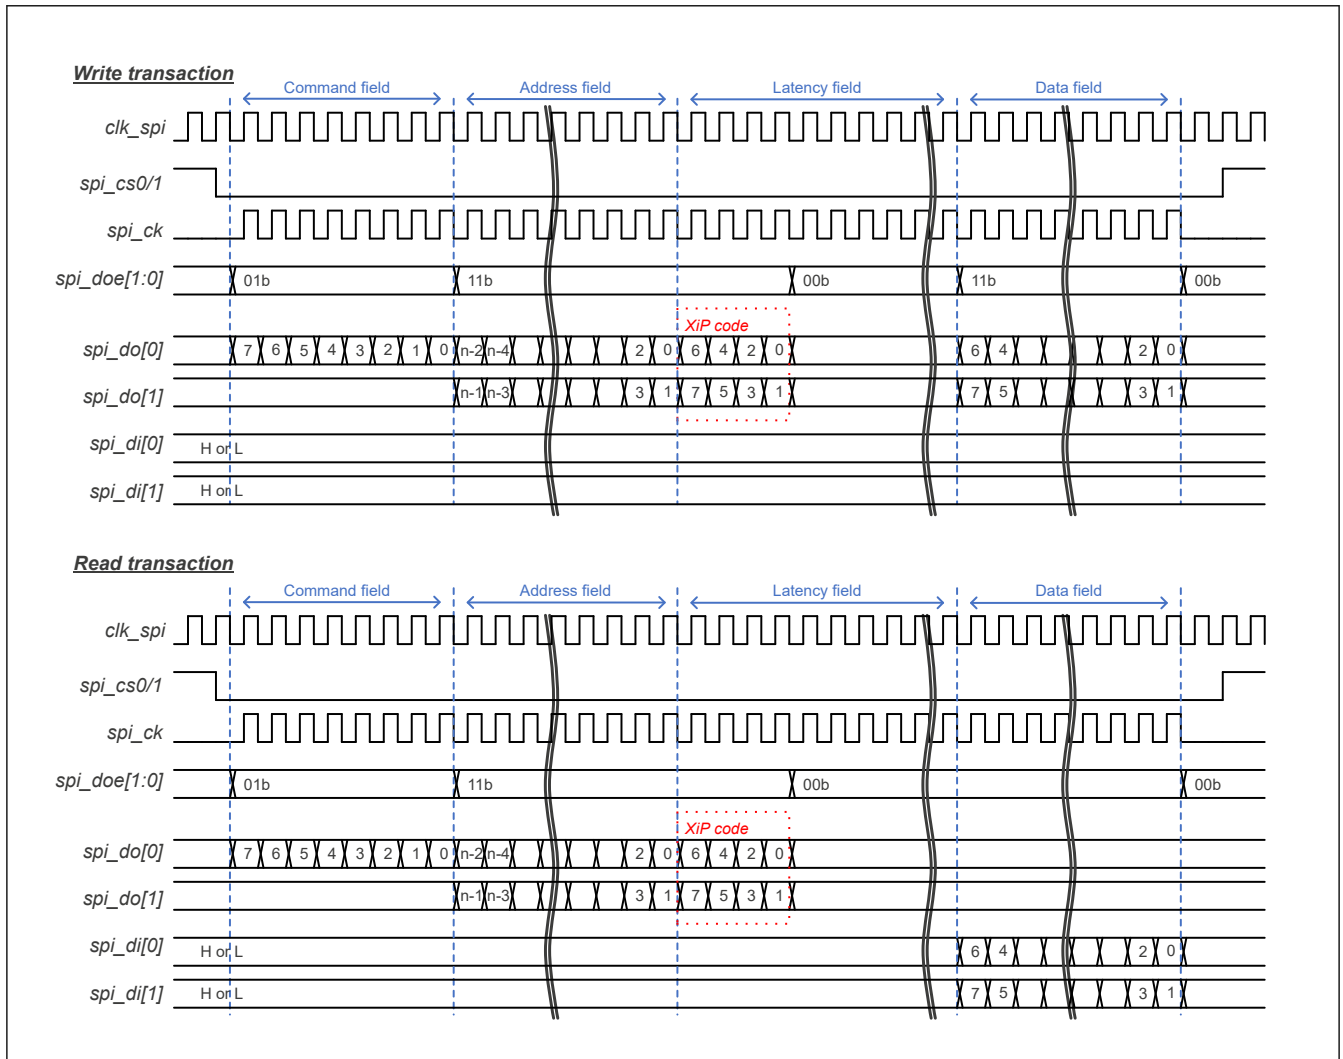 Write transaction
Command field Address field Latency field Data field
clk_spi
spi_cs0/1
spi_ck
spi_doe[1:0] 01b 11b 00b 11b 00b
XiP code
spi_do[0] 7 6 5 4 3 2 1 0 n-2 n-4 2 0 6 4 2 0 6 4 2 0
spi_do[1] n-1 n-3 3 1 7 5 3 1 7 5 3 1
spi_di[0] H or L
spi_di[1] H or L
Read transaction
Command field Address field Latency field Data field
clk_spi
spi_cs0/1
spi_ck
spi_doe[1:0] 01b 11b 00b 00b
XiP code
spi_do[0] 7 6 5 4 3 2 1 0 n-2 n-4 2 0 6 4 2 0
spi_do[1] n-1 n-3 3 1 7 5 3 1
spi_di[0] H or L 6 4 2 0
spi_di[1] H or L 7 5 3 1